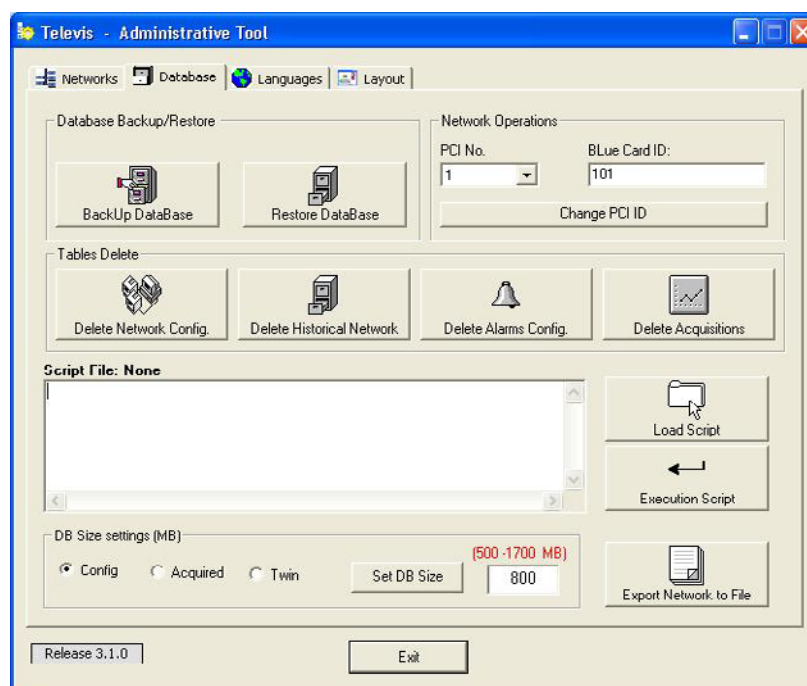 Televis - Administrative Tool
Networks
Database
Languages
Layout
Database Backup/Restore
BackUp DataBase
Restore DataBase
Network Operations
PCI No.
BLue Card ID:
1
101
Change PCI ID
Tables Delete
Delete Network Config.
Delete Historical Network
Delete Alarms Config.
Delete Acquisitions
Script File: None
Load Script
Execution Script
DB Size settings (MB)
(500 -1700 MB)
Config
Acquired
Twin
Set DB Size
800
Export Network to File
Release 3.1.0
Exit